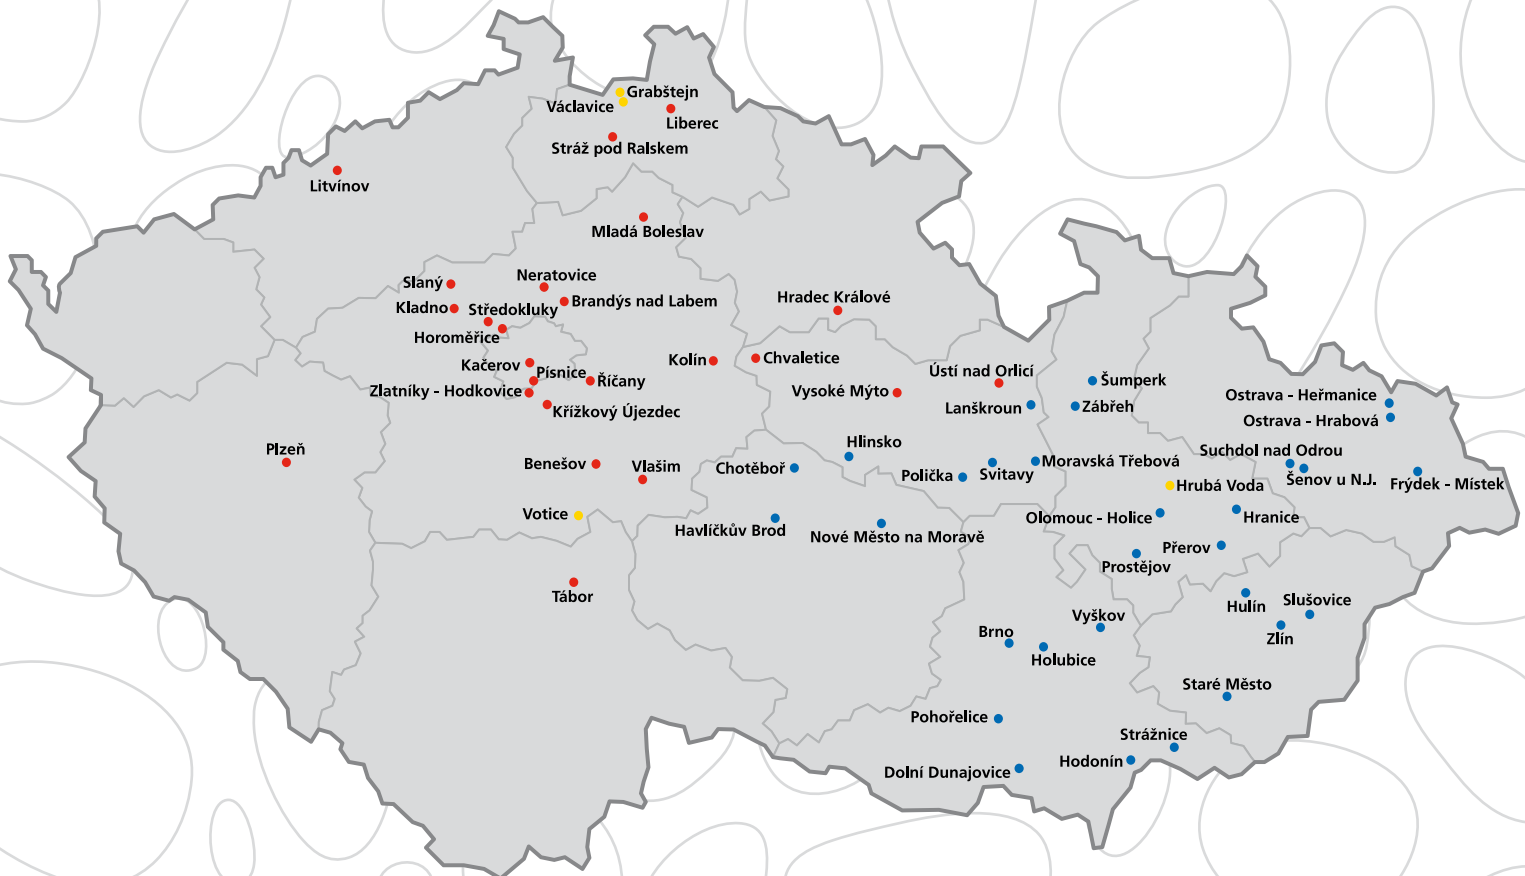 Grabštejn
Václavice
Liberec
Stráž pod Ralskem
Litvínov
Mladá Boleslav
Slaný
Neratovice
Kladno
Středokluky
Brandýs nad Labem
Hradec Králové
Horoměřice
Kačerov
Písnice
Kolín
Chvaletice
Zlatníky - Hodkovice
Říčany
Ústí nad Orlicí
Šumperk
Vysoké Mýto
Křížkový Újezdec
Lanškroun
Zábřeh
Ostrava - Heřmanice
Ostrava - Hrabová
Plzeň
Benešov
Vlašim
Chotěboř
Hlinsko
Polička
Svitavy
Moravská Třebová
Suchdol nad Odrou
Šenov u N.J.
Frýdek - Místek
Hrubá Voda
Votice
Havlíčkův Brod
Nové Město na Moravě
Olomouc - Holice
Hranice
Přerov
Prostějov
Tábor
Hulín
Slušovice
Vyškov
Zlín
Brno
Holubice
Staré Město
Pohořelice
Strážnice
Hodonín
Dolní Dunajovice